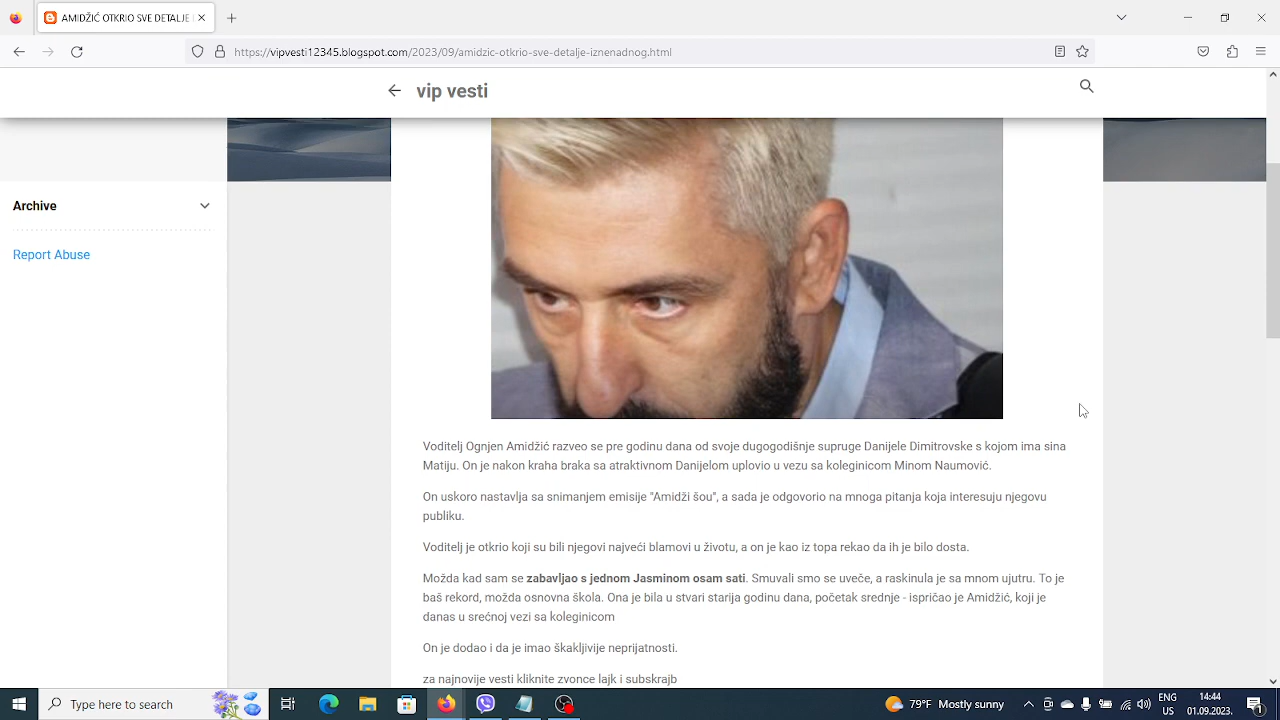 AMIDŽIĆ OTKRIO SVE DETALJE I
https://vipvesti12345.blogspot.com/2023/09/amidzic-otkrio-sve-detalje-iznenadnog.html
vip vesti
Archive
Report Abuse
Voditelj Ognjen Amidžić razveo se pre godinu dana od svoje dugogodišnje supruge Danijele Dimitrovske s kojom ima sina
Matiju. On je nakon kraha braka sa atraktivnom Danijelom uplovio u vezu sa koleginicom Minom Naumović.
On uskoro nastavlja sa snimanjem emisije "Amidži šou", a sada je odgovorio na mnoga pitanja koja interesuju njegovu
publiku.
Voditelj je otkrio koji su bili njegovi najveći blamovi u životu, a on je kao iz topa rekao da ih je bilo dosta.
Možda kad sam se zabavljao s jednom Jasminom osam sati. Smuvali smo se uveče, a raskinula je sa mnom ujutru. To je
baš rekord, možda osnovna škola. Ona je bila u stvari starija godinu dana, početak srednje - ispričao je Amidžić, koji je
danas u srećnoj vezi sa koleginicom
On je dodao i da je imao škakljivije neprijatnosti.
za najnovije vesti kliknite zvonce lajk i subskrajb
Type here to search
79°F Mostly sunny
ENG
US
14:44
01.09.2023.